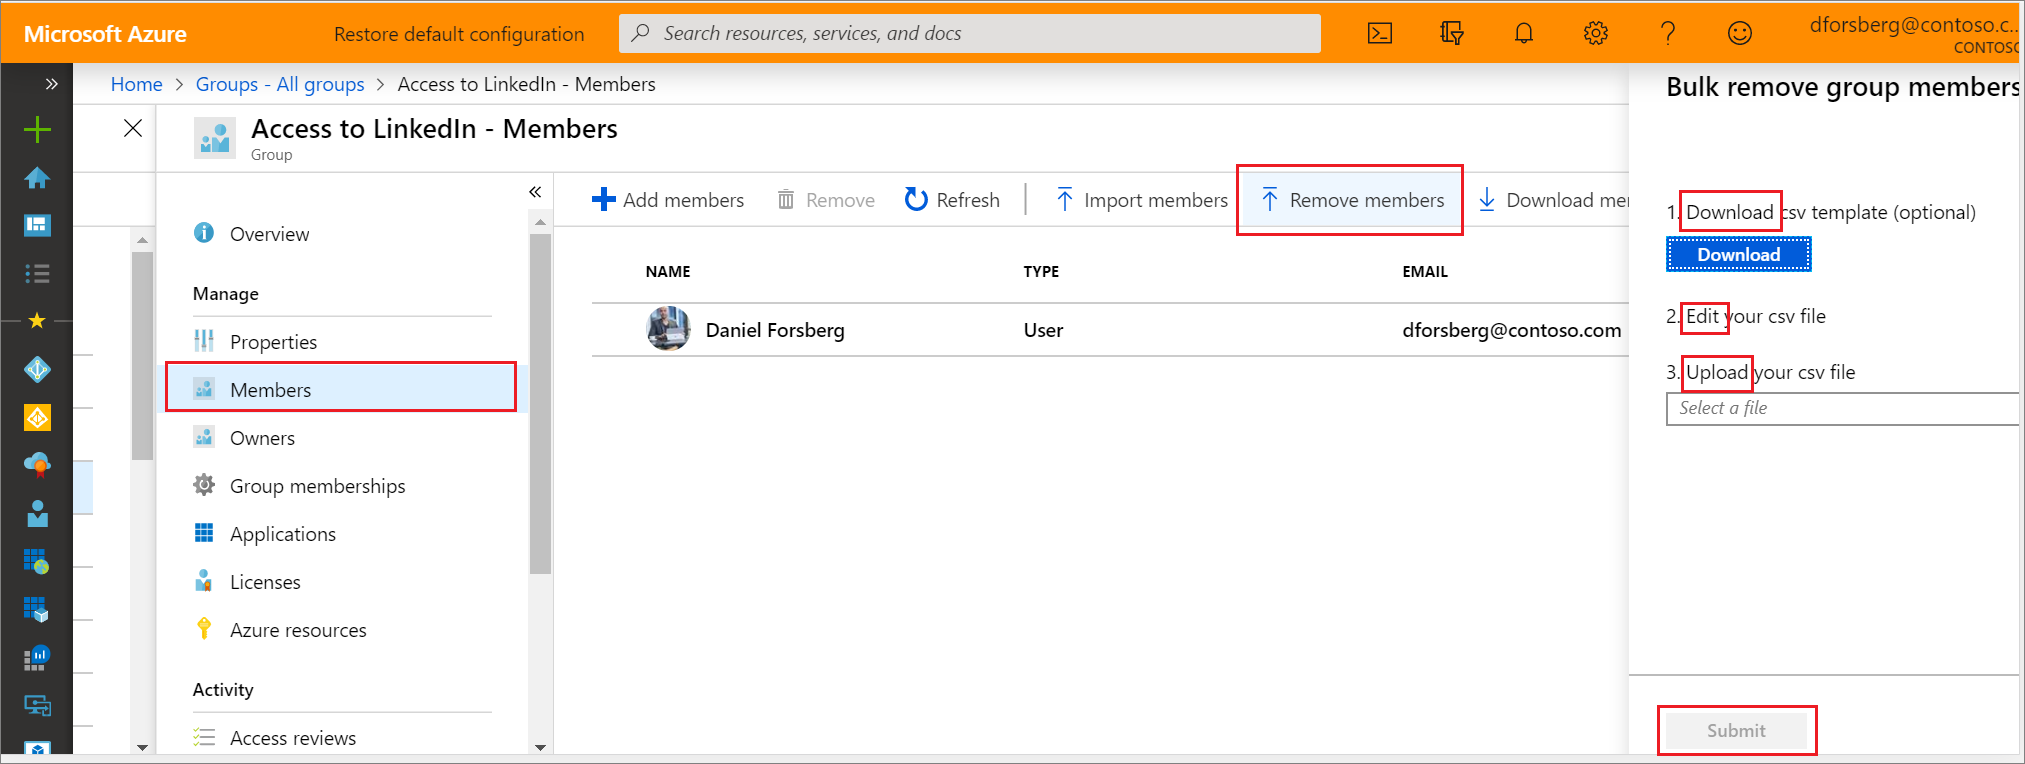 Microsoft Azure
Restore default configuration
Search resources, services, and docs
dforsberg@contoso.c...
CONTOSO
Home > Groups - All groups > Access to LinkedIn - Members
Access to LinkedIn - Members
Group
Overview
Manage
Properties
Members
Owners
Group memberships
Applications
Licenses
Azure resources
Activity
Access reviews
Add members Remove Refresh Import members Remove members Download
NAME TYPE EMAIL
Daniel Forsberg User dforsberg@contoso.com
Bulk remove group members
1. Download csv template (optional)
Download
2. Edit your csv file
3. Upload your csv file
Select a file
Submit